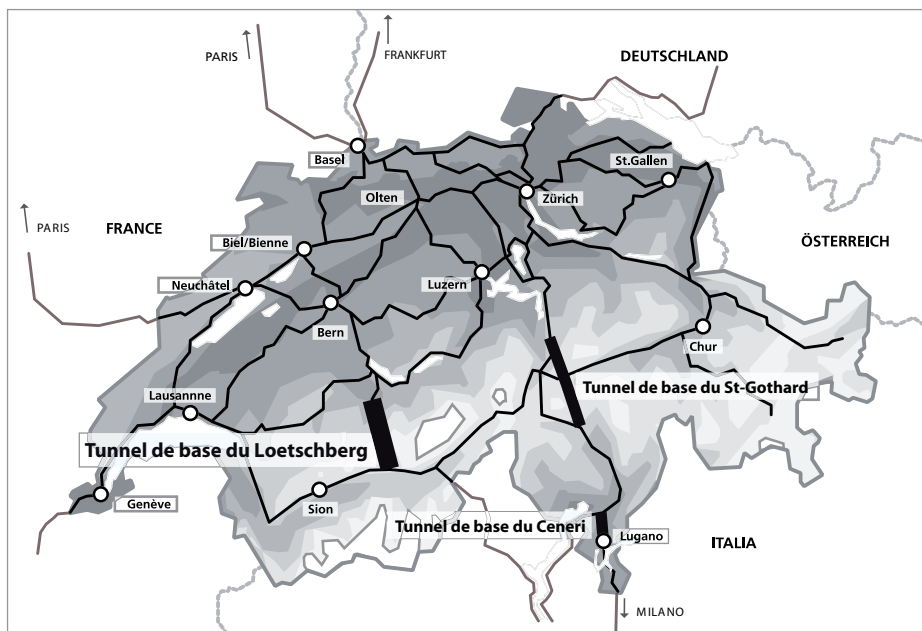 PARIS
FRANKFURT
DEUTSCHLAND
Basel
St.Gallen
Olten
Zürich
PARIS
FRANCE
Biel/Bienne
ÖSTERREICH
Neuchâtel
Luzern
Bern
Chur
Tunnel de base du St-Gothard
Lausannne
Tunnel de base du Loetschberg
Genève
Sion
Tunnel de base du Ceneri
Lugano
ITALIA
MILANO